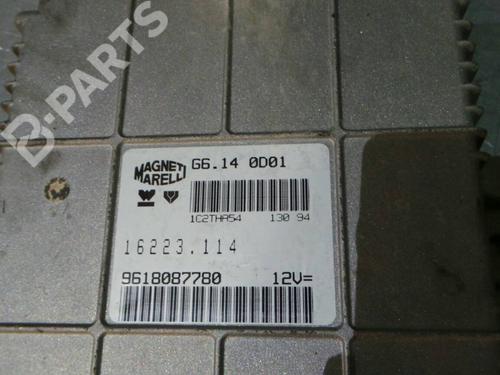 B-PARTS
MAGNETI MARELLI G6.14 0D01
1C2THA54 130 94
16223.114
9618087780 12V=